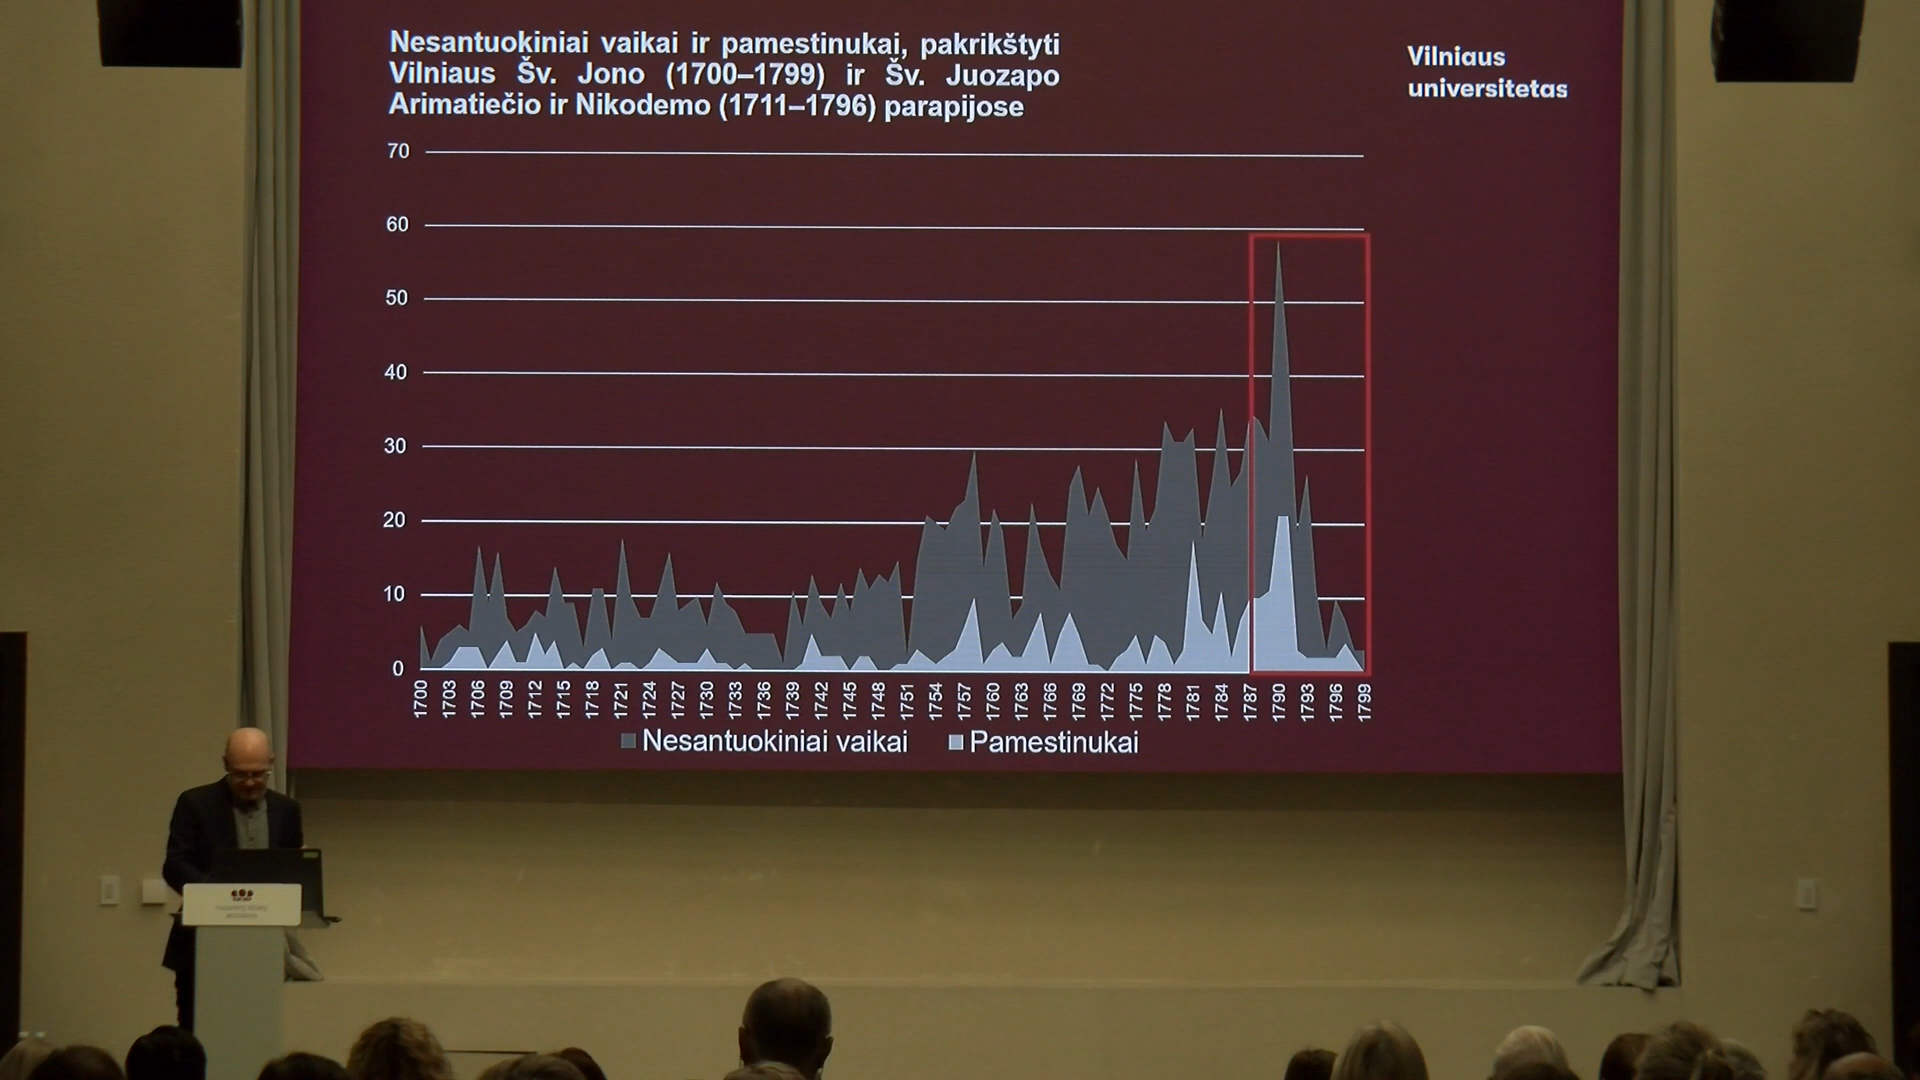 Nesantuokiniai vaikai ir pamestinukai, pakrikštyti
Vilniaus Šv. Jono (1700–1799) ir Šv. Juozapo
Arimatiečio ir Nikodemo (1711–1796) parapijose
Vilniaus
universitetas
70
60
50
40
30
20
10
0
1700 1703 1706 1709 1712 1715 1718 1721 1724 1727 1730 1733 1736 1739 1742 1745 1748 1751 1754 1757 1760 1763 1766 1769 1772 1775 1778 1781 1784 1787 1790 1793 1796 1799
Nesantuokiniai vaikai Pamestinukai